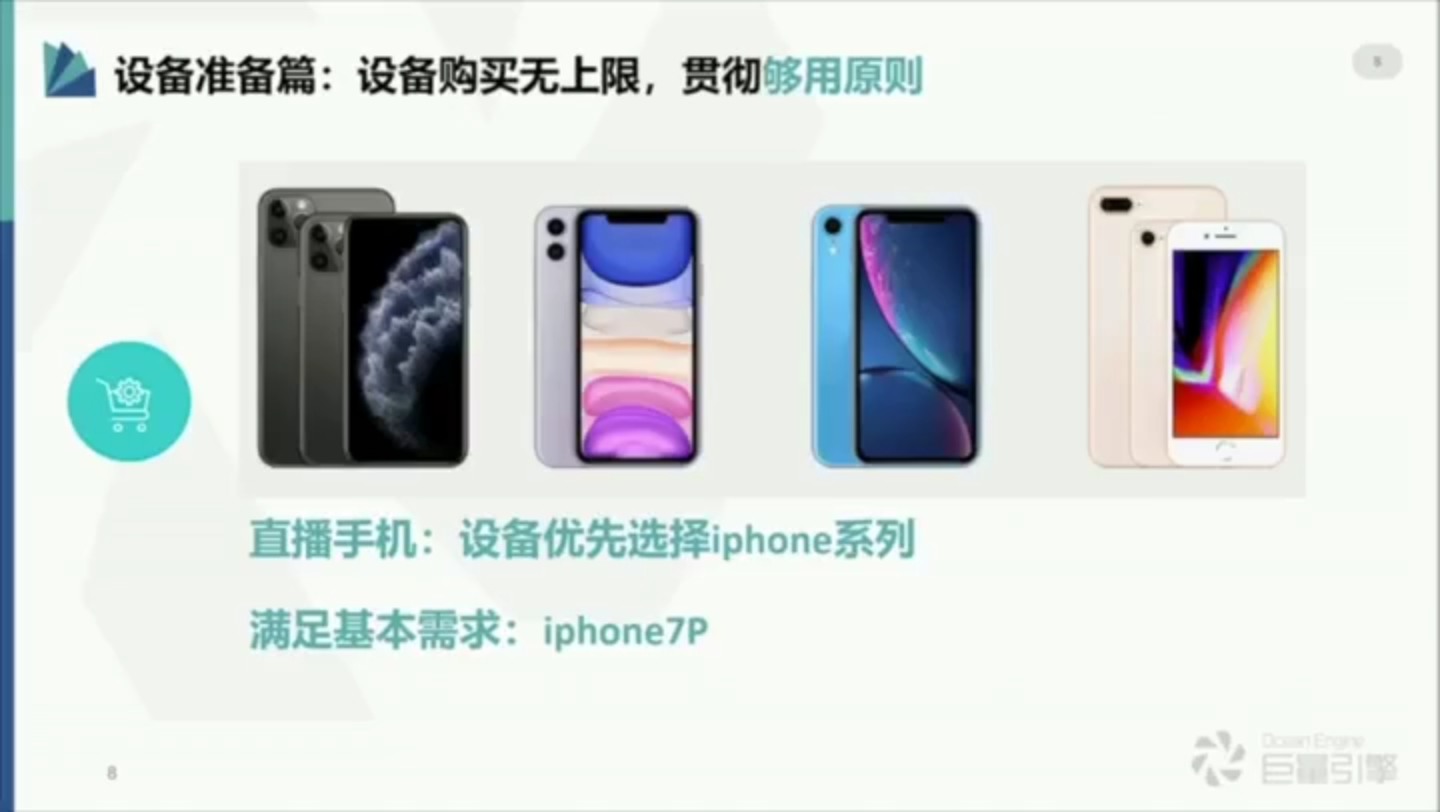 设备准备篇：设备购买无上限，贯彻够用原则
8
直播手机：设备优先选择iphone系列
满足基本需求：iphone7P
8
Ocean Engine
巨量引擎